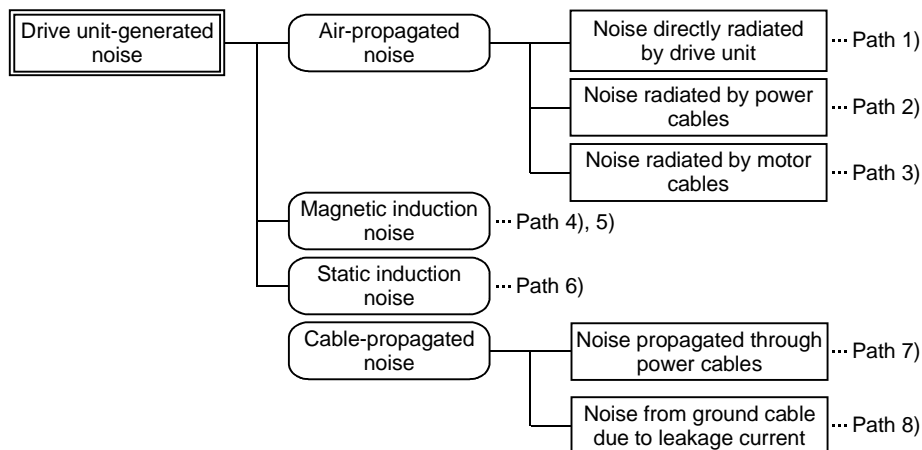 Drive unit-generated
noise
Air-propagated
noise
Noise directly radiated
by drive unit
··· Path 1)
Noise radiated by power
cables
··· Path 2)
Noise radiated by motor
cables
··· Path 3)
Magnetic induction
noise
··· Path 4), 5)
Static induction
noise
··· Path 6)
Cable-propagated
noise
Noise propagated through
power cables
··· Path 7)
Noise from ground cable
due to leakage current
··· Path 8)